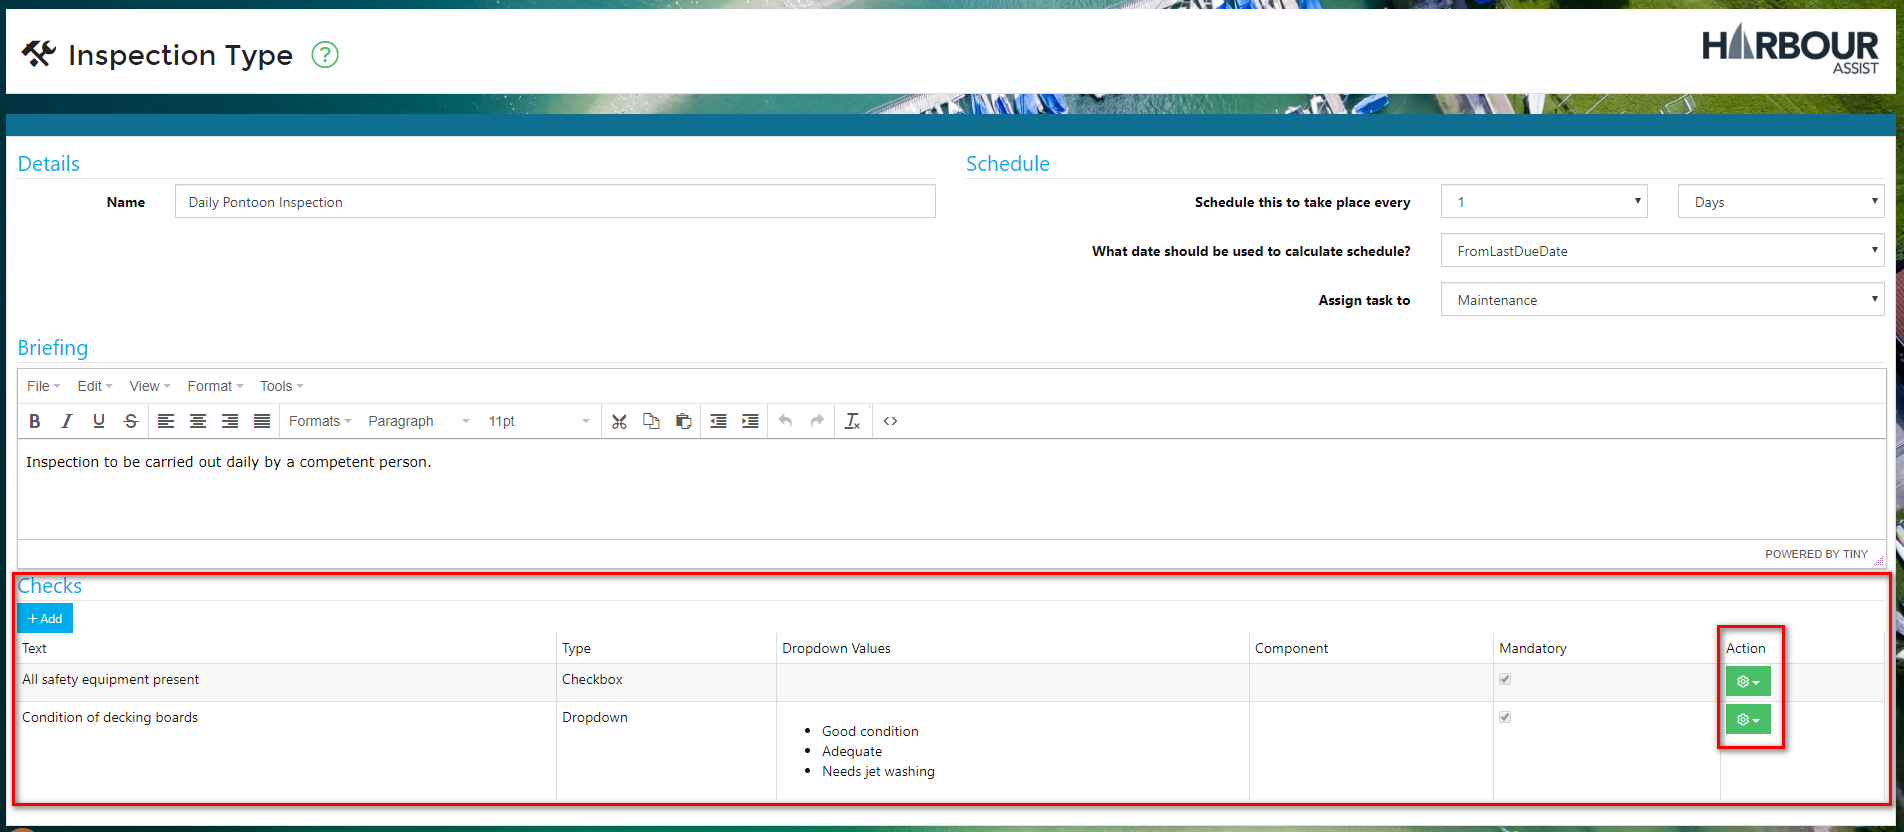 Inspection Type ?
HARBOUR
ASSIST
Details
Schedule
Name Daily Pontoon Inspection
Schedule this to take place every 1 Days
What date should be used to calculate schedule? FromLastDueDate
Assign task to Maintenance
Briefing
File Edit View Format Tools
B I U S Formats Paragraph 11pt
Inspection to be carried out daily by a competent person.
POWERED BY TINY
Checks
+ Add
Text Type Dropdown Values Component Mandatory Action
All safety equipment present Checkbox
Condition of decking boards Dropdown
Good condition
Adequate
Needs jet washing